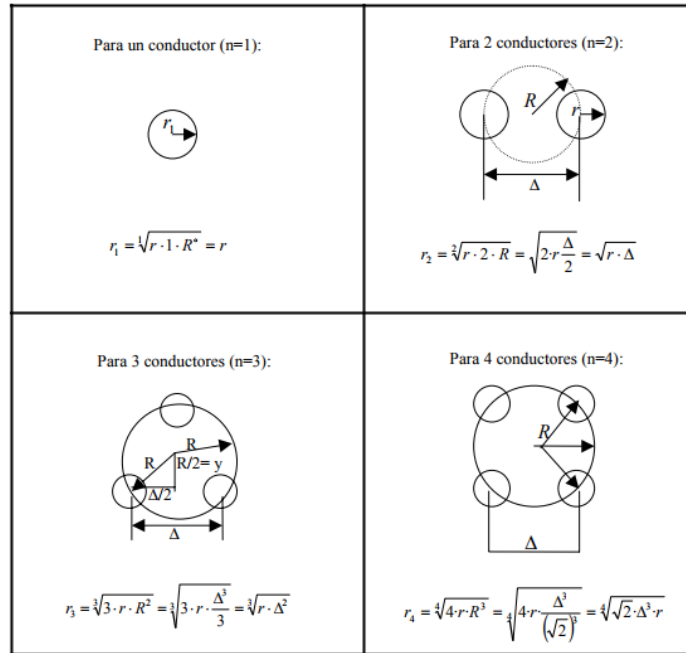 Para un conductor (n=1):
r₁
r₁ = ¹√(r · 1 · R*) = r
Para 2 conductores (n=2):
R
r
Δ
r₂ = ²√(r · 2 · R) = √(2·r Δ/2) = √(r · Δ)
Para 3 conductores (n=3):
R
R
R/2= y
Δ/2
Δ
r₃ = ³√(3 · r · R²) = ³√(3 · r · Δ³/3) = ³√(r · Δ²)
Para 4 conductores (n=4):
R
Δ
r₄ = ⁴√(4·r·R³) = ⁴√(4·r· Δ³/(√2)³) = ⁴√(√2·Δ³·r)